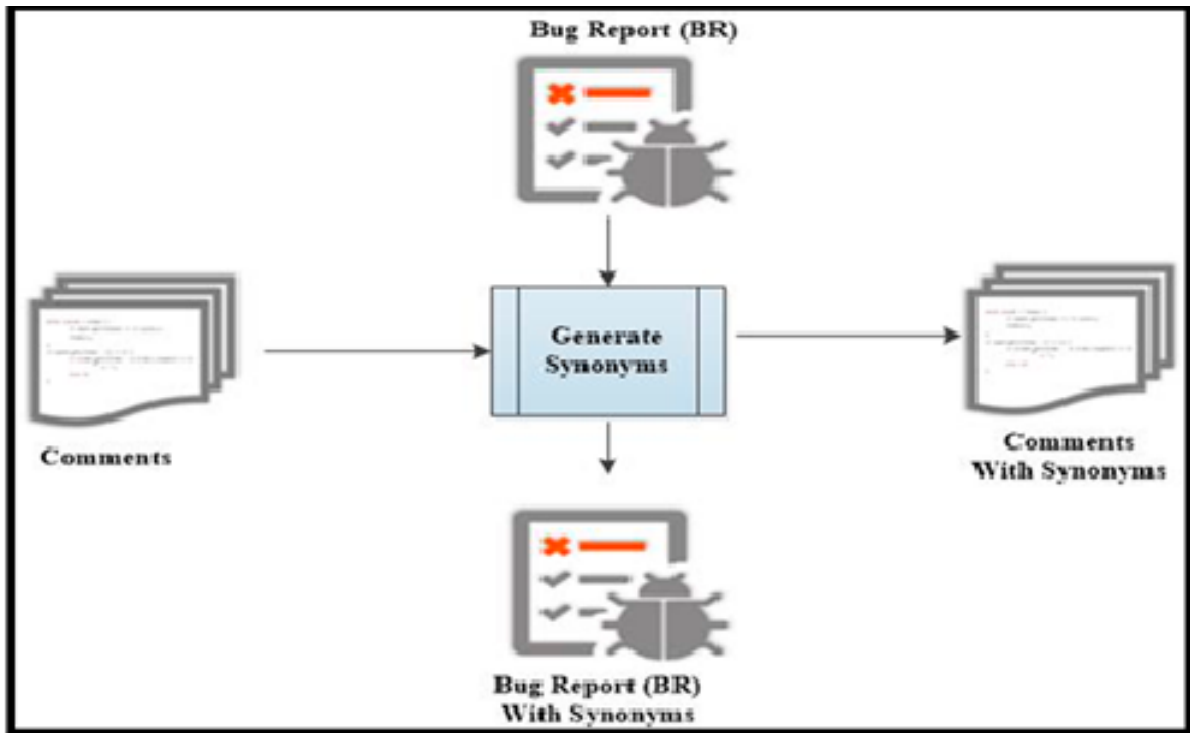 Bug Report (BR)
Generate
Synonyms
Comments
Comments
With Synonyms
Bug Report (BR)
With Synonyms